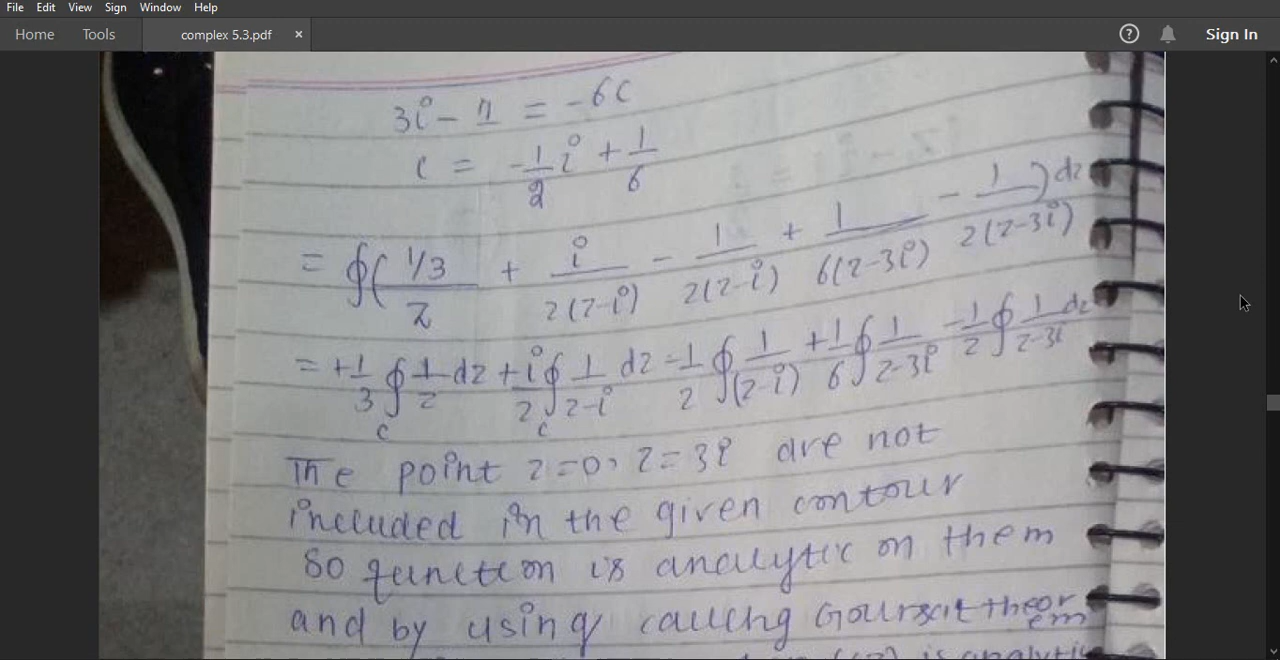 File Edit View Sign Window Help
Home Tools complex 5.3.pdf × ? Sign In
3i - 1 = -6C
C = -1/2 i + 1/6
= ∮( 1/3 / z + i / 2(z-i) - 1 / 2(z-i) + 1 / 6(z-3i) - 1 / 2(z-3i) ) dz
= +1/3 ∮c 1/z dz + i/2 ∮c 1/z-i dz - 1/2 ∮ 1/(z-i) + 1/6 ∮ 1/z-3i - 1/2 ∮ 1/z-3i dz
The point z=0, z=3i are not
included in the given contour
so function is analytic on them
and by using cauchy Goursat theorem
is analytic